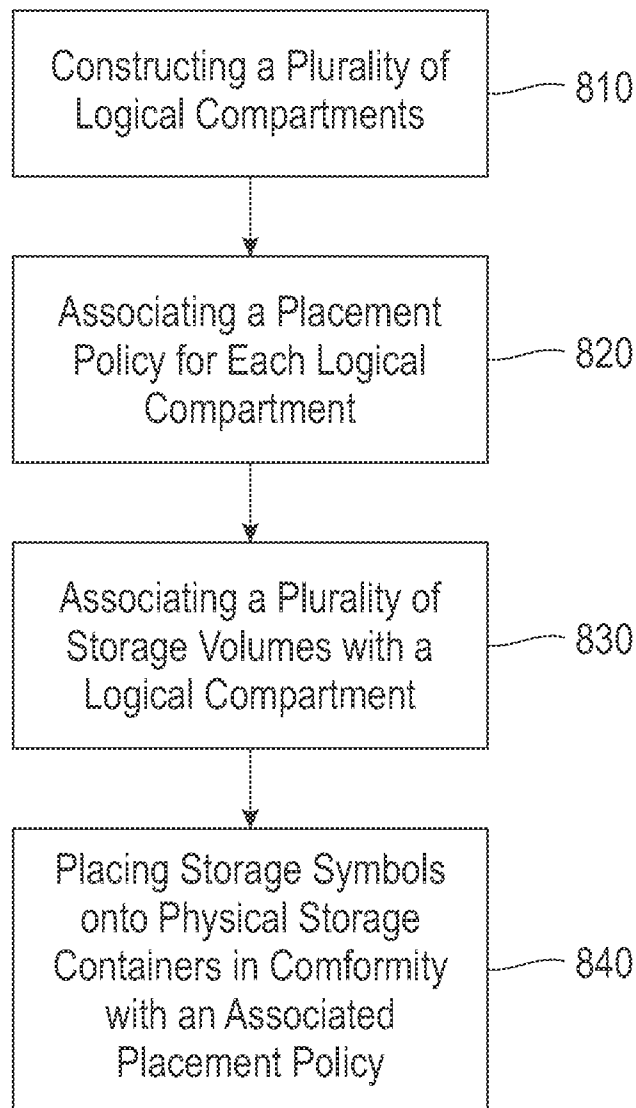 Constructing a Plurality of
Logical Compartments
810
Associating a Placement
Policy for Each Logical
Compartment
820
Associating a Plurality of
Storage Volumes with a
Logical Compartment
830
Placing Storage Symbols
onto Physical Storage
Containers in Comformity
with an Associated
Placement Policy
840